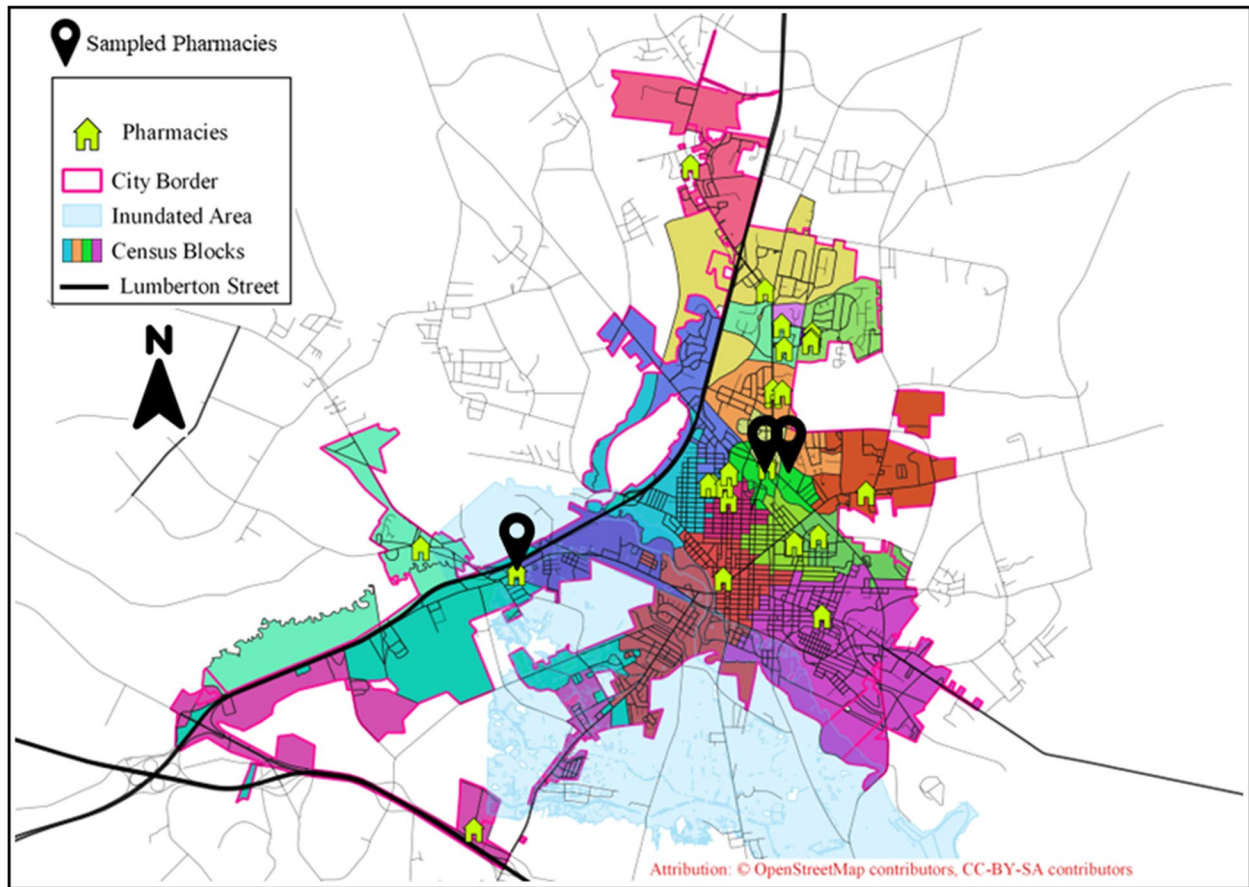 Sampled Pharmacies
Pharmacies
City Border
Inundated Area
Census Blocks
Lumberton Street
N
Attribution: © OpenStreetMap contributors, CC-BY-SA contributors